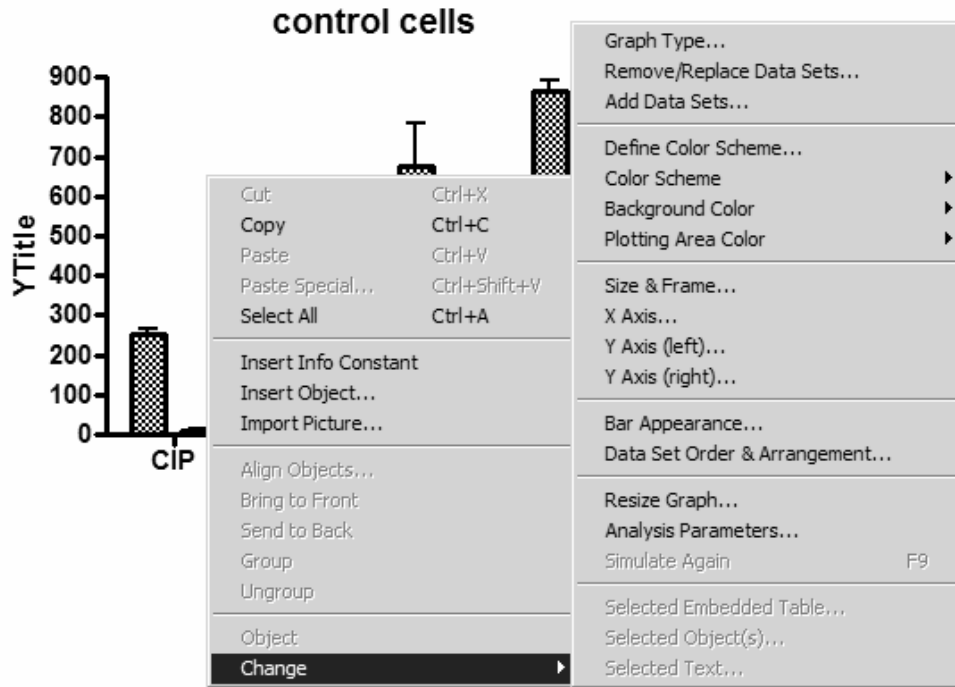 control cells
900
800
700
600
500
400
300
200
100
0
YTitle
CIP
Cut Ctrl+X
Copy Ctrl+C
Paste Ctrl+V
Paste Special... Ctrl+Shift+V
Select All Ctrl+A
Insert Info Constant
Insert Object...
Import Picture...
Align Objects...
Bring to Front
Send to Back
Group
Ungroup
Object
Change
Graph Type...
Remove/Replace Data Sets...
Add Data Sets...
Define Color Scheme...
Color Scheme
Background Color
Plotting Area Color
Size & Frame...
X Axis...
Y Axis (left)...
Y Axis (right)...
Bar Appearance...
Data Set Order & Arrangement...
Resize Graph...
Analysis Parameters...
Simulate Again F9
Selected Embedded Table...
Selected Object(s)...
Selected Text...